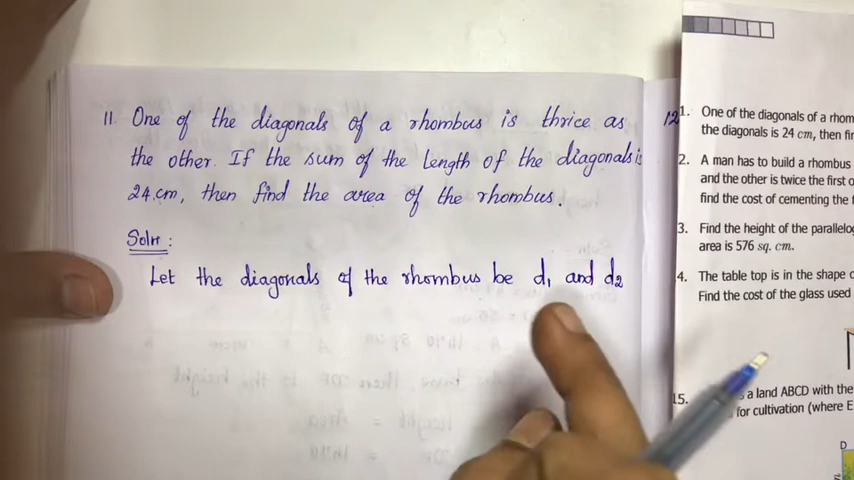 11. One of the diagonals of a rhombus is thrice as
the other. If the sum of the length of the diagonals is
24 cm, then find the area of the rhombus.
Soln:
Let the diagonals of the rhombus be d₁ and d₂
12
1. One of the diagonals of a rhom
the diagonals is 24 cm, then fin
2. A man has to build a rhombus
and the other is twice the first o
find the cost of cementing the f
3. Find the height of the parallelog
area is 576 sq. cm.
4. The table top is in the shape o
Find the cost of the glass used
15.
a land ABCD with the
for cultivation (where E
D